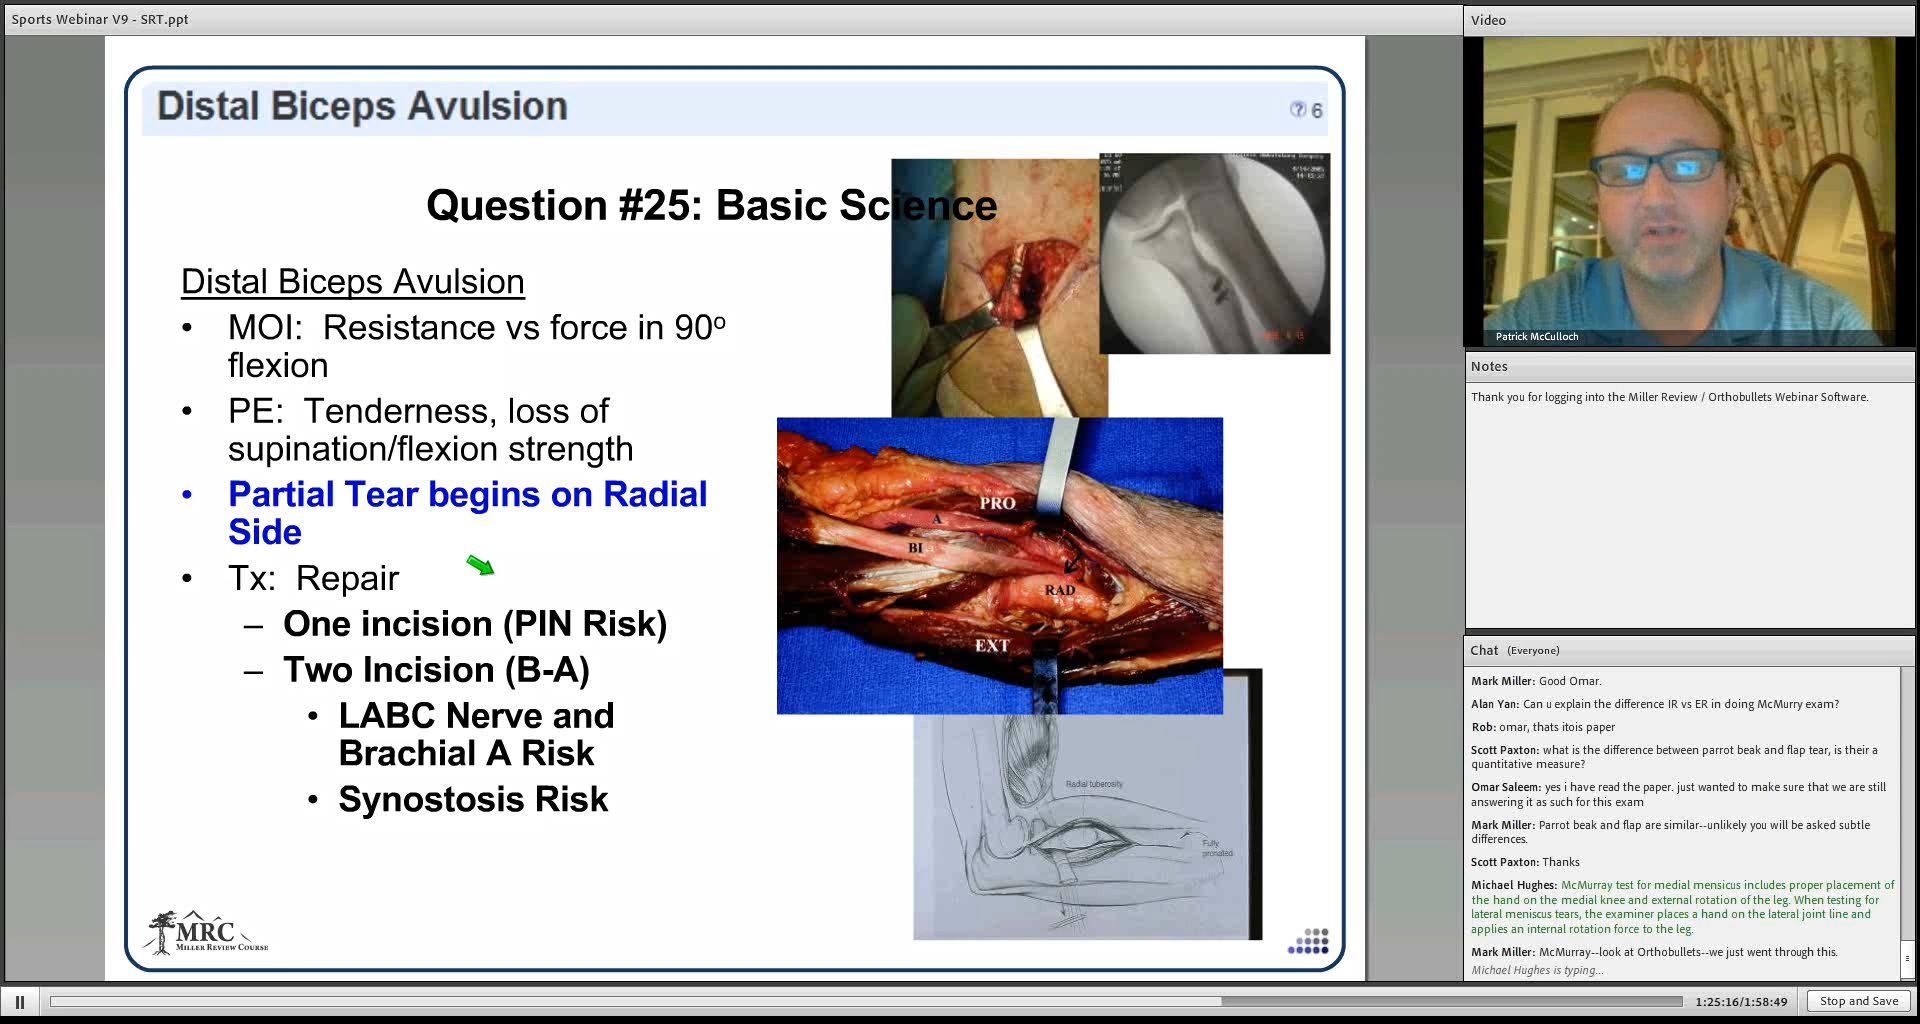 Sports Webinar V9 - SRT.ppt
Distal Biceps Avulsion
6
Question #25: Basic Science
Distal Biceps Avulsion
• MOI: Resistance vs force in 90º
flexion
• PE: Tenderness, loss of
supination/flexion strength
• Partial Tear begins on Radial
Side
• Tx: Repair
– One incision (PIN Risk)
– Two Incision (B-A)
• LABC Nerve and
Brachial A Risk
• Synostosis Risk
PRO
A
BI
RAD
EXT
Radial tuberosity
Fully
pronated
MRC
MILLER REVIEW COURSE
Video
Patrick McCulloch
Notes
Thank you for logging into the Miller Review / Orthobullets Webinar Software.
Chat (Everyone)
Mark Miller: Good Omar.
Alan Yan: Can u explain the difference IR vs ER in doing McMurry exam?
Rob: omar, thats itois paper
Scott Paxton: what is the difference between parrot beak and flap tear, is their a
quantitative measure?
Omar Saleem: yes i have read the paper. just wanted to make sure that we are still
answering it as such for this exam
Mark Miller: Parrot beak and flap are similar--unlikely you will be asked subtle
differences.
Scott Paxton: Thanks
Michael Hughes: McMurray test for medial mensicus includes proper placement of
the hand on the medial knee and external rotation of the leg. When testing for
lateral meniscus tears, the examiner places a hand on the lateral joint line and
applies an internal rotation force to the leg.
Mark Miller: McMurray--look at Orthobullets--we just went through this.
Michael Hughes is typing...
1:25:16/1:58:49
Stop and Save